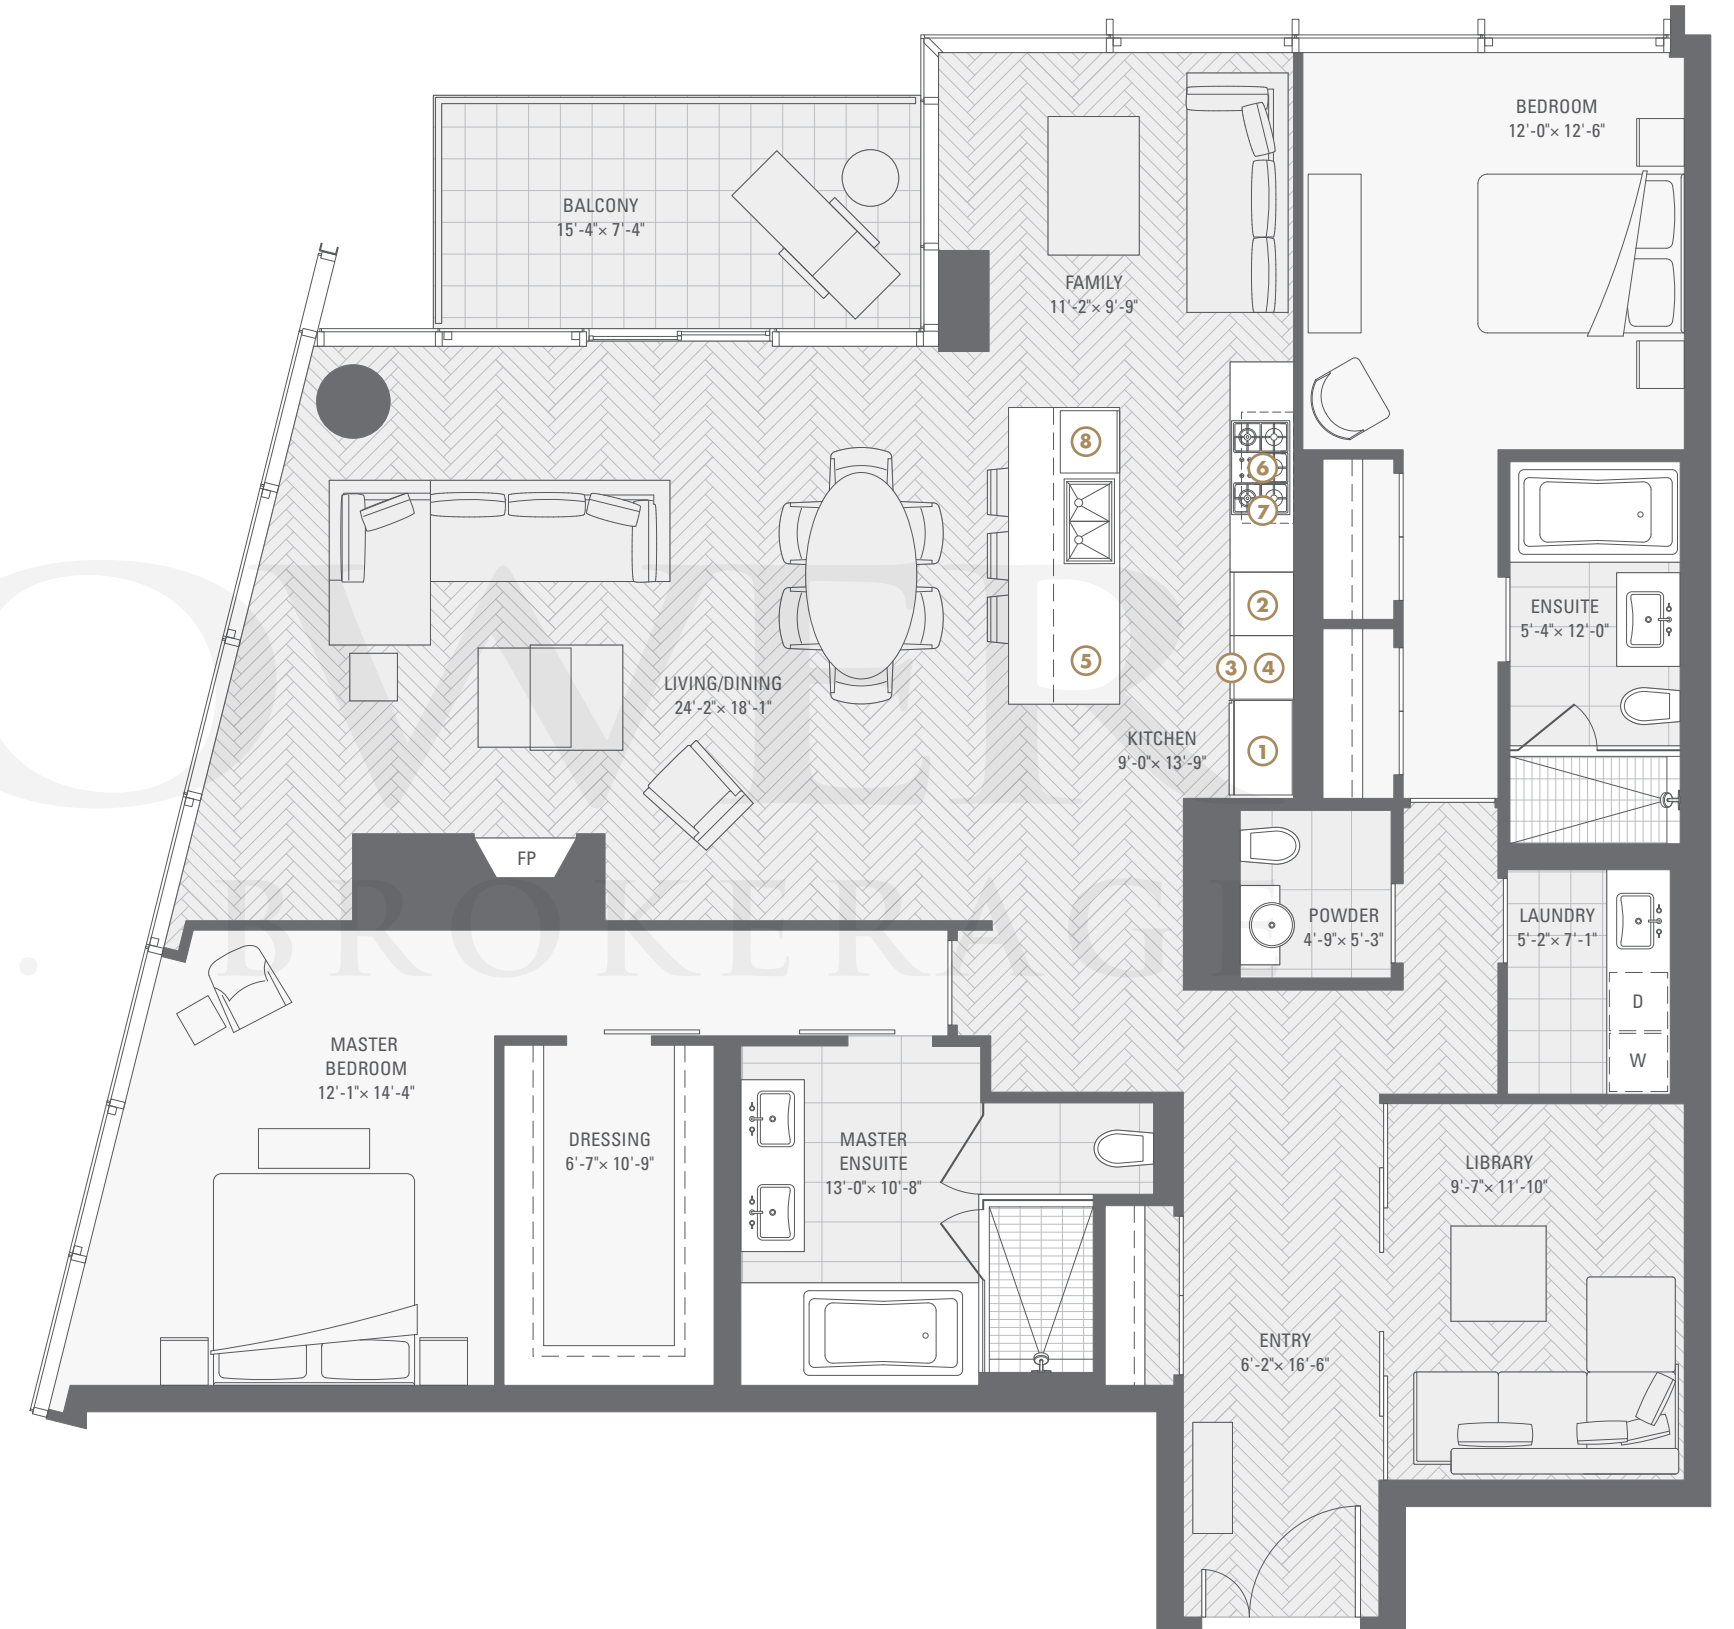 BEDROOM
12'-0"× 12'-6"
BALCONY
15'-4"× 7'-4"
FAMILY
11'-2"× 9'-9"
8
6
7
2
ENSUITE
5'-4"× 12'-0"
5
3
4
LIVING/DINING
24'-2"× 18'-1"
KITCHEN
9'-0"× 13'-9"
1
OWER
FP
BROKERAGE
POWDER
4'-9"× 5'-3"
LAUNDRY
5'-2"× 7'-1"
D
W
MASTER
BEDROOM
12'-1"× 14'-4"
DRESSING
6'-7"× 10'-9"
MASTER
ENSUITE
13'-0"× 10'-8"
LIBRARY
9'-7"× 11'-10"
ENTRY
6'-2"× 16'-6"